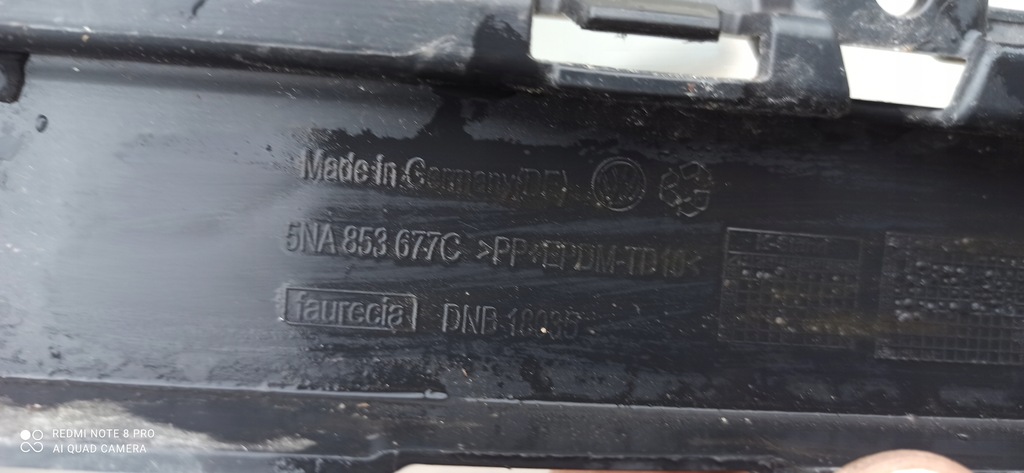 Made in Germany(DE)
5NA 853 677C >PP+EPDM-TD10<
faurecia DNB
REDMI NOTE 8 PRO
AI QUAD CAMERA